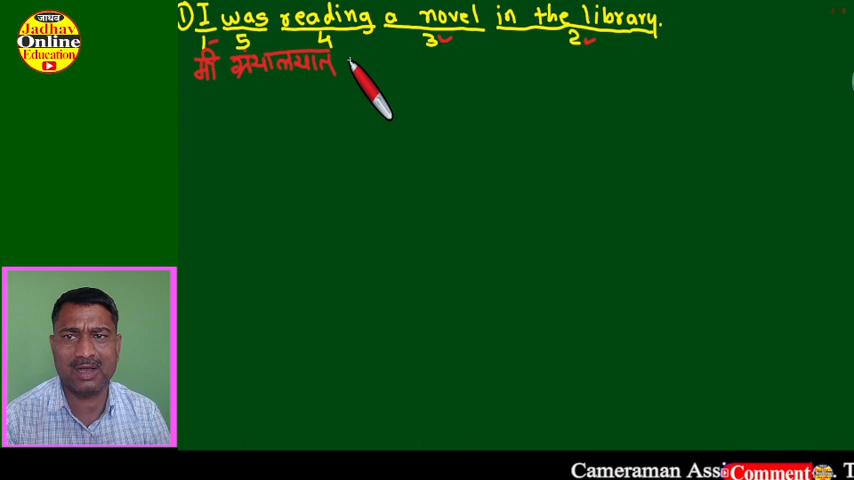 जाधव
Jadhav
Online
Education
1) I was reading a novel in the library.
1 5 4 3 2
मी ग्रंथालयात
Cameraman Assi
Comment
. T